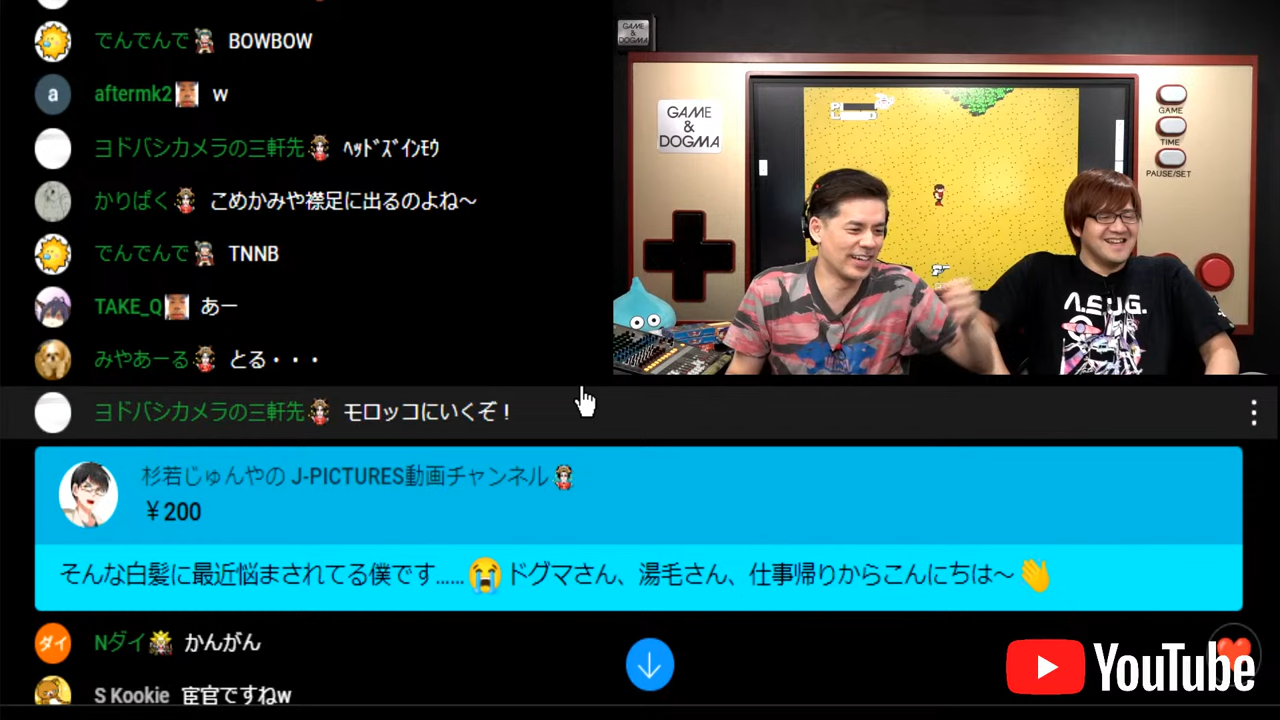 でんでんで BOWBOW
aftermk2 w
ヨドバシカメラの三軒先 ﾍｯﾄﾞｽﾞｲﾝﾓｳ
かりぱく こめかみや襟足に出るのよね～
でんでんで TNNB
TAKE_Q あー
みやあーる とる・・・
ヨドバシカメラの三軒先 モロッコにいくぞ！
杉若じゅんやの J-PICTURES動画チャンネル
￥200
そんな白髪に最近悩まされてる僕です……😭ドグマさん、湯毛さん、仕事帰りからこんにちは～👋
ダイ
Nダイ かんがん
S Kookie 宦官ですねw
a
GAME
&
DOGMA
GAME
&
DOGMA
GAME
TIME
PAUSE/SET
A.S.U.G.
YouTube